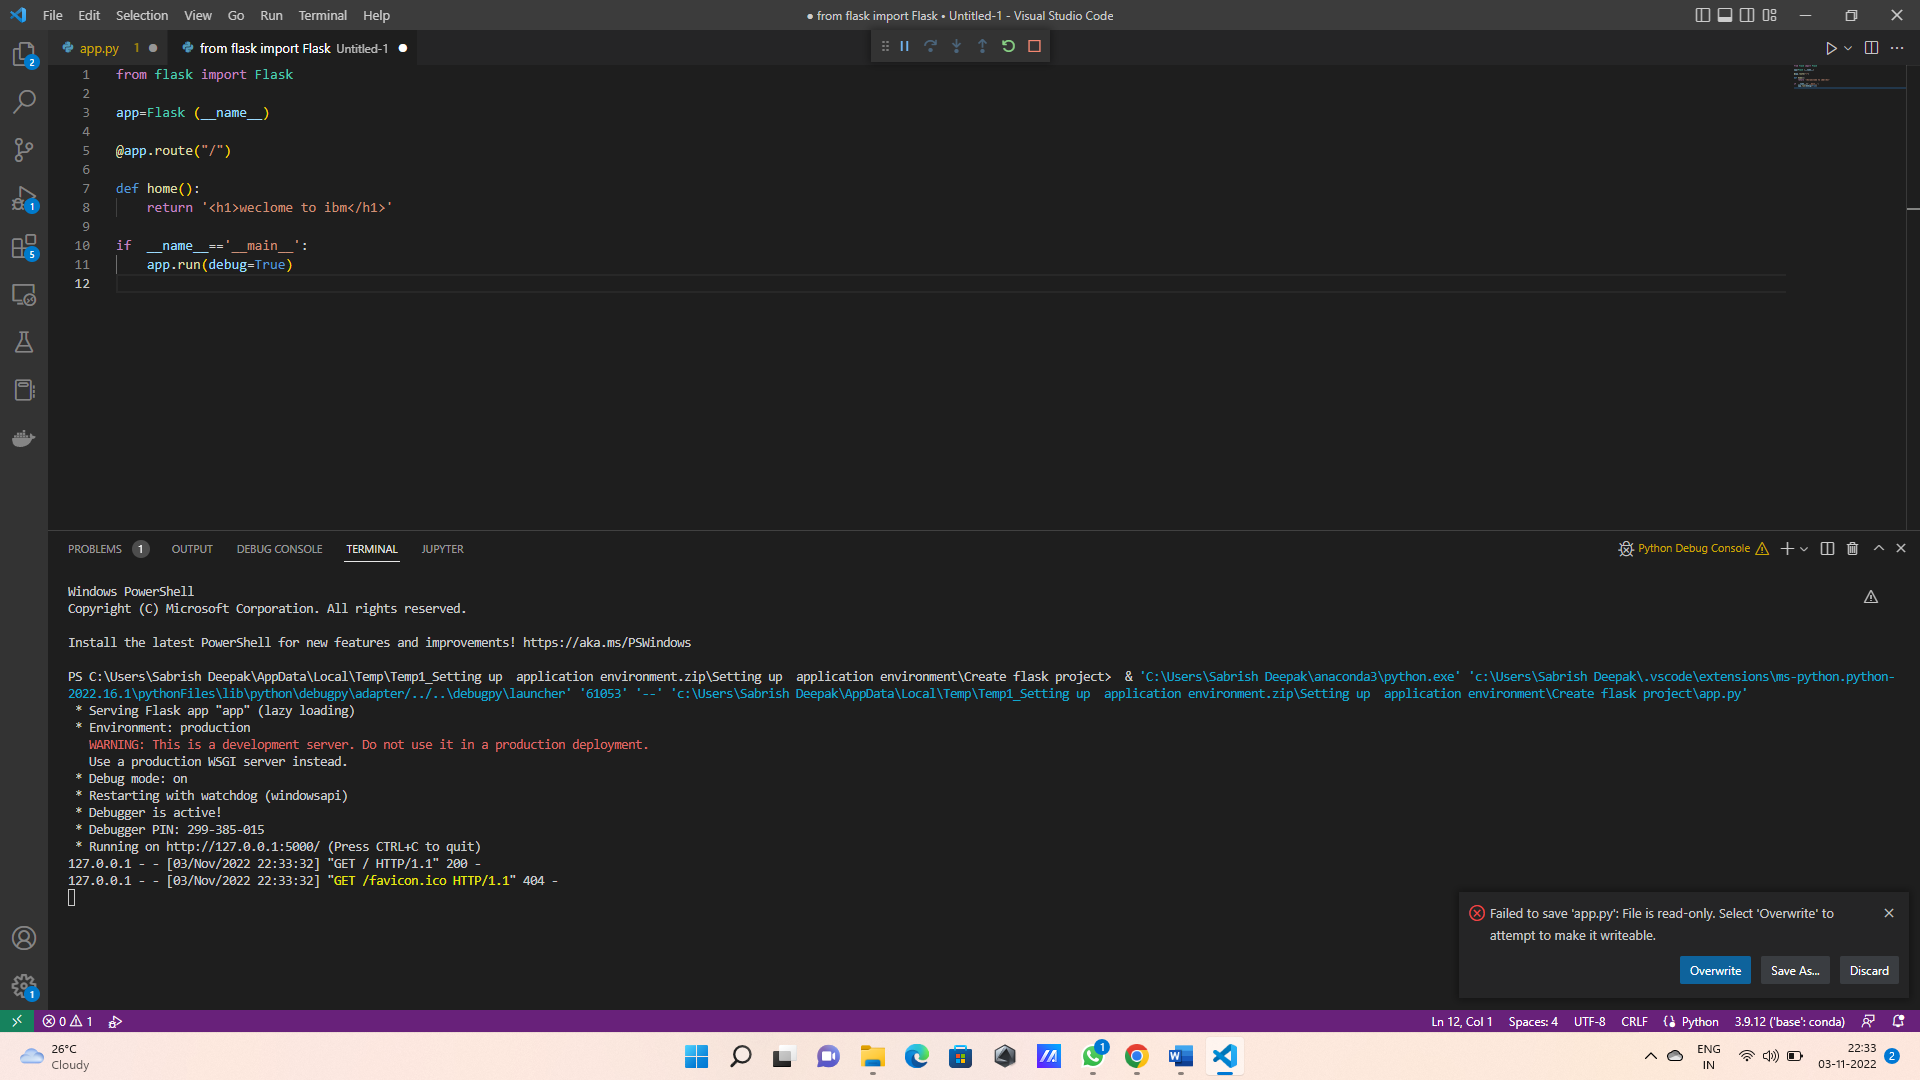 File Edit Selection View Go Run Terminal Help
● from flask import Flask • Untitled-1 - Visual Studio Code
2
app.py 1 ●
from flask import Flask Untitled-1 ●
1 from flask import Flask
2
3 app=Flask (__name__)
4
5 @app.route("/")
6
7 def home():
8     return '<h1>weclome to ibm</h1>'
9
10 if  __name__=='__main__':
11     app.run(debug=True)
12
1
5
PROBLEMS 1 OUTPUT DEBUG CONSOLE TERMINAL JUPYTER
Python Debug Console
Windows PowerShell
Copyright (C) Microsoft Corporation. All rights reserved.
Install the latest PowerShell for new features and improvements! https://aka.ms/PSWindows
PS C:\Users\Sabrish Deepak\AppData\Local\Temp\Temp1_Setting up  application environment.zip\Setting up  application environment\Create flask project>  & 'C:\Users\Sabrish Deepak\anaconda3\python.exe' 'c:\Users\Sabrish Deepak\.vscode\extensions\ms-python.python-
2022.16.1\pythonFiles\lib\python\debugpy\adapter/../..\debugpy\launcher' '61053' '--' 'c:\Users\Sabrish Deepak\AppData\Local\Temp\Temp1_Setting up  application environment.zip\Setting up  application environment\Create flask project\app.py'
 * Serving Flask app "app" (lazy loading)
 * Environment: production
   WARNING: This is a development server. Do not use it in a production deployment.
   Use a production WSGI server instead.
 * Debug mode: on
 * Restarting with watchdog (windowsapi)
 * Debugger is active!
 * Debugger PIN: 299-385-015
 * Running on http://127.0.0.1:5000/ (Press CTRL+C to quit)
127.0.0.1 - - [03/Nov/2022 22:33:32] "GET / HTTP/1.1" 200 -
127.0.0.1 - - [03/Nov/2022 22:33:32] "GET /favicon.ico HTTP/1.1" 404 -
Failed to save 'app.py': File is read-only. Select 'Overwrite' to
attempt to make it writeable.
Overwrite Save As... Discard
1
0 1
Ln 12, Col 1 Spaces: 4 UTF-8 CRLF Python 3.9.12 ('base': conda)
26°C
Cloudy
1
ENG
IN
22:33
03-11-2022
2